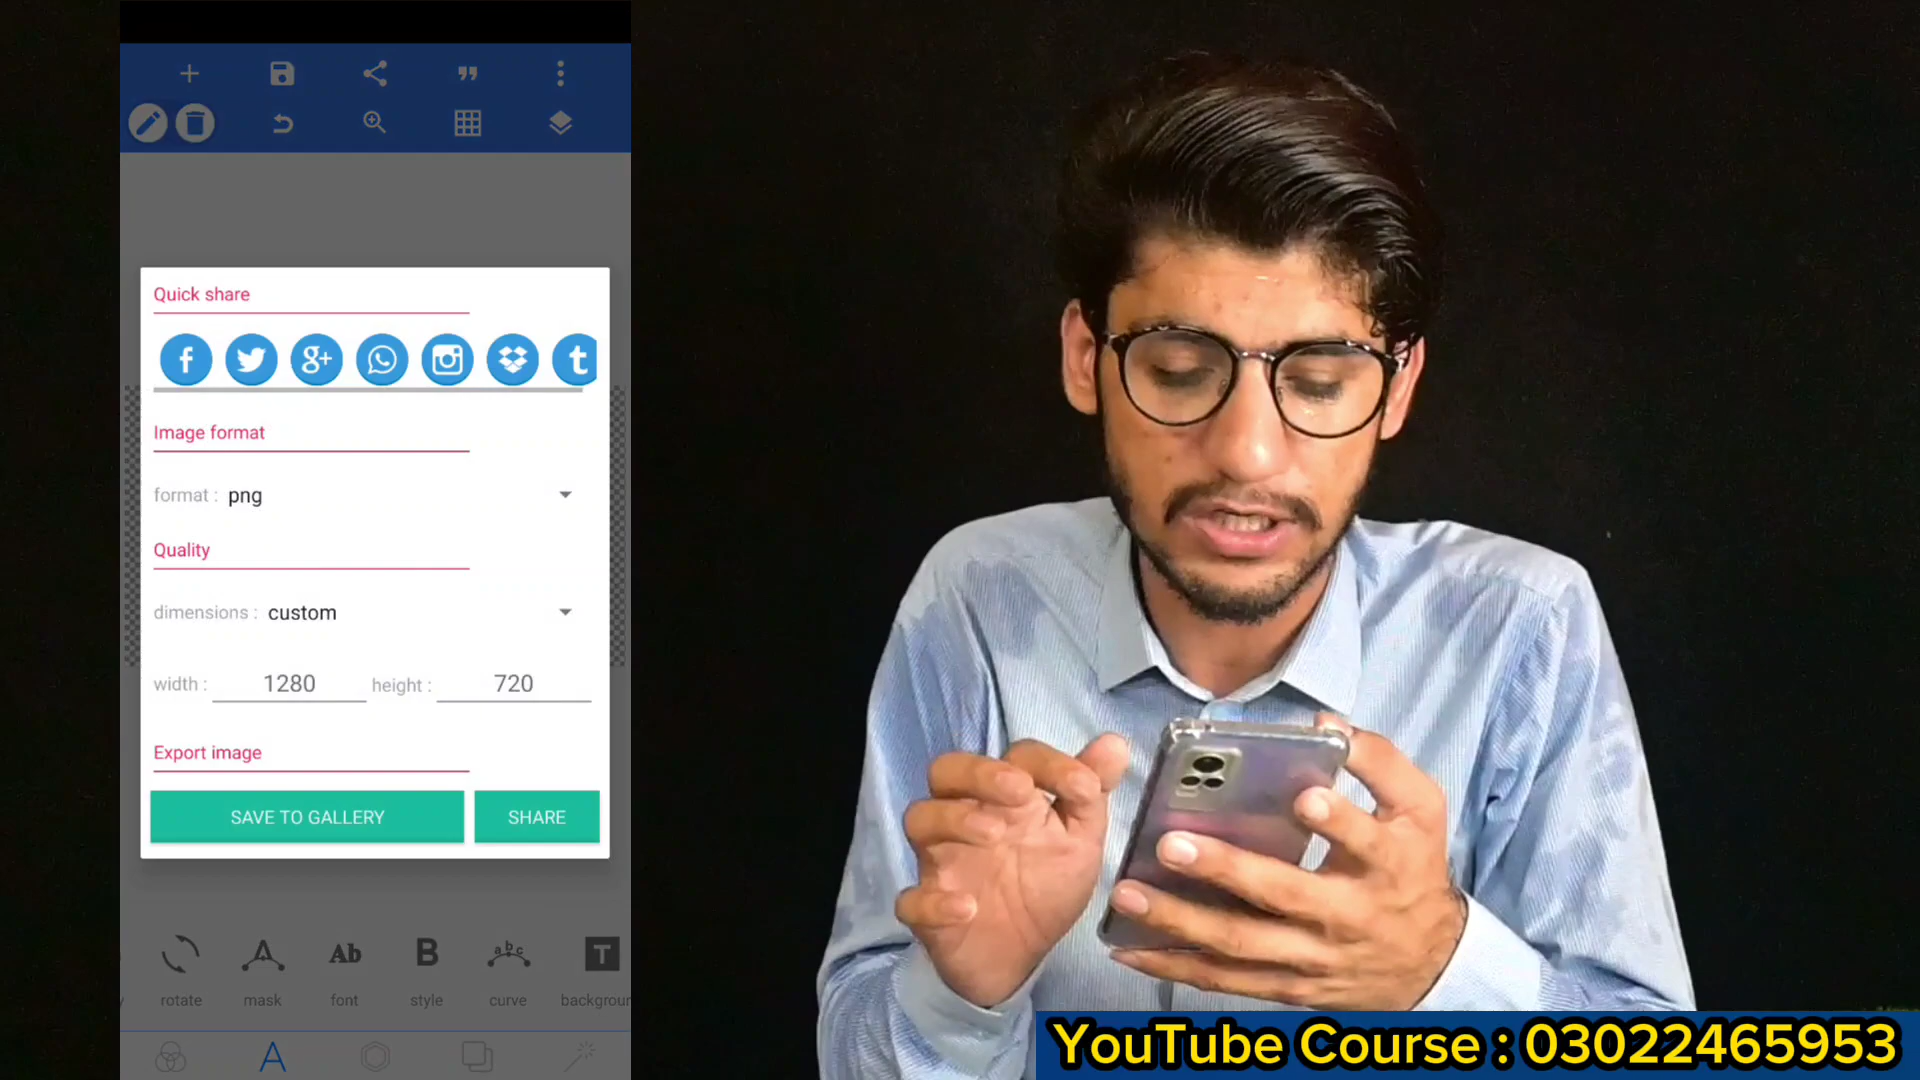 Quick share
Image format
format : png
Quality
dimensions : custom
width : 1280 height : 720
Export image
SAVE TO GALLERY SHARE
rotate mask font style curve backgroun
YouTube Course : 03022465953